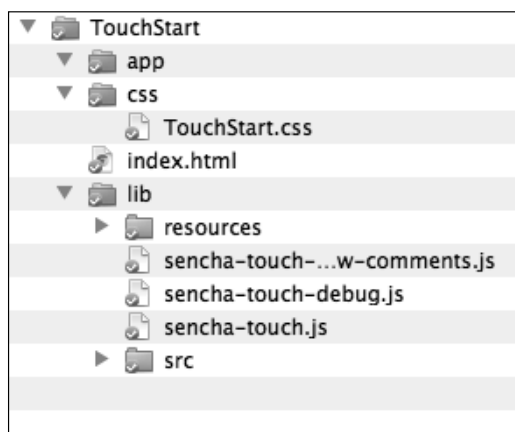 TouchStart
app
css
TouchStart.css
index.html
lib
resources
sencha-touch-...w-comments.js
sencha-touch-debug.js
sencha-touch.js
src